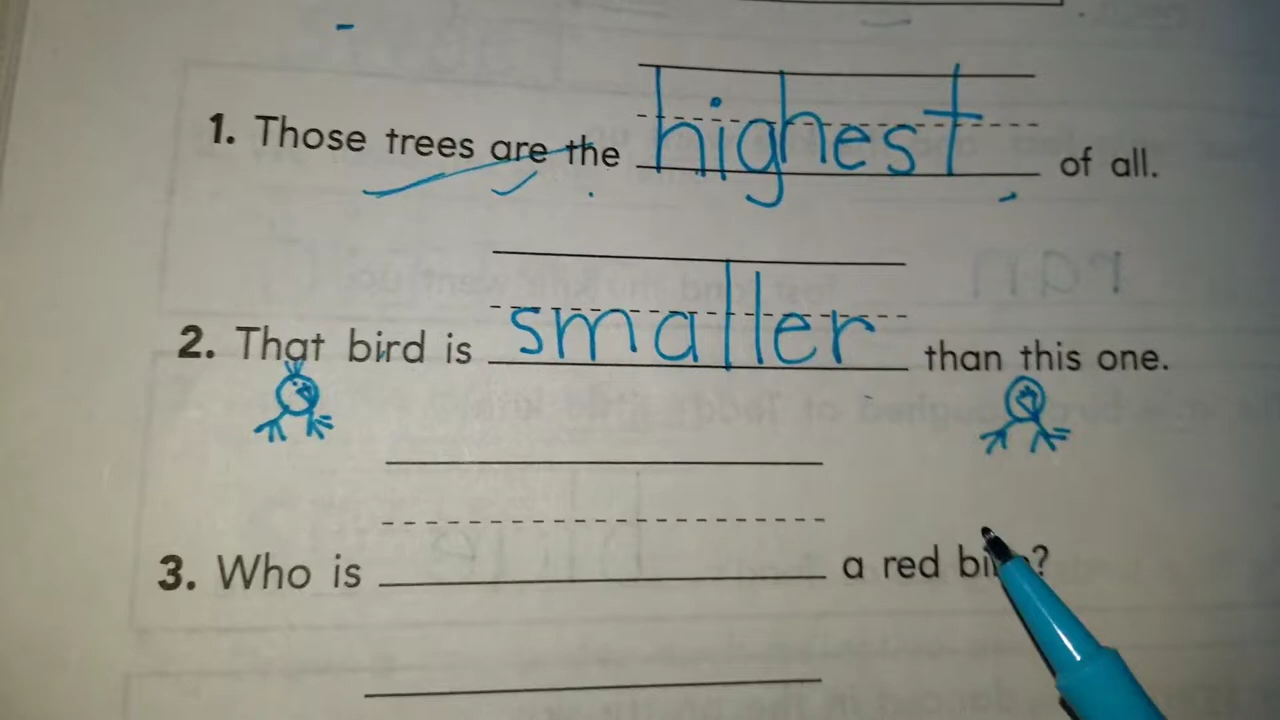 1. Those trees are the highest of all.
2. That bird is smaller than this one.
3. Who is a red ?